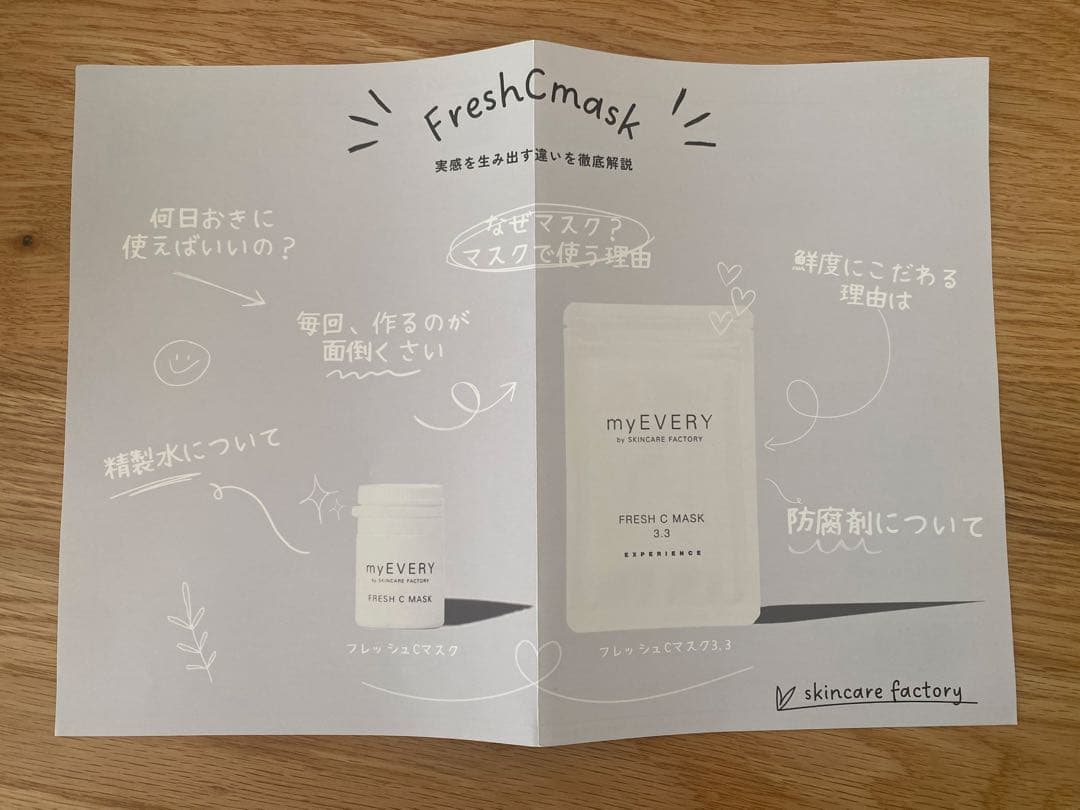 FreshCmask
実感を生み出す違いを徹底解説
何日おきに
使えばいいの？
なぜマスク？
マスクで使う理由
鮮度にこだわる
理由は
毎回、作るのが
面倒くさい
精製水について
myEVERY
by SKINCARE FACTORY
FRESH C MASK
3.3
EXPERIENCE
防腐剤について
myEVERY
by SKINCARE FACTORY
FRESH C MASK
フレッシュCマスク
フレッシュCマスク3.3
skincare factory